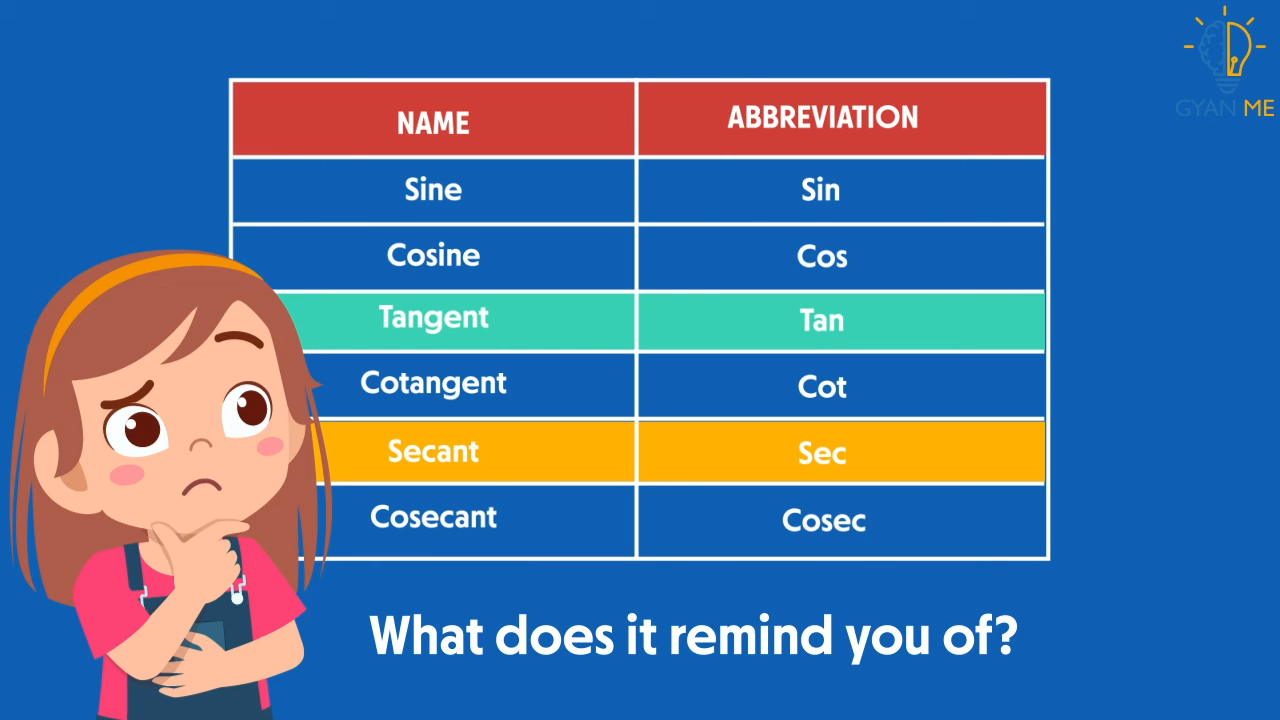 GYAN ME
NAME ABBREVIATION
Sine Sin
Cosine Cos
Tangent Tan
Cotangent Cot
Secant Sec
Cosecant Cosec
What does it remind you of?